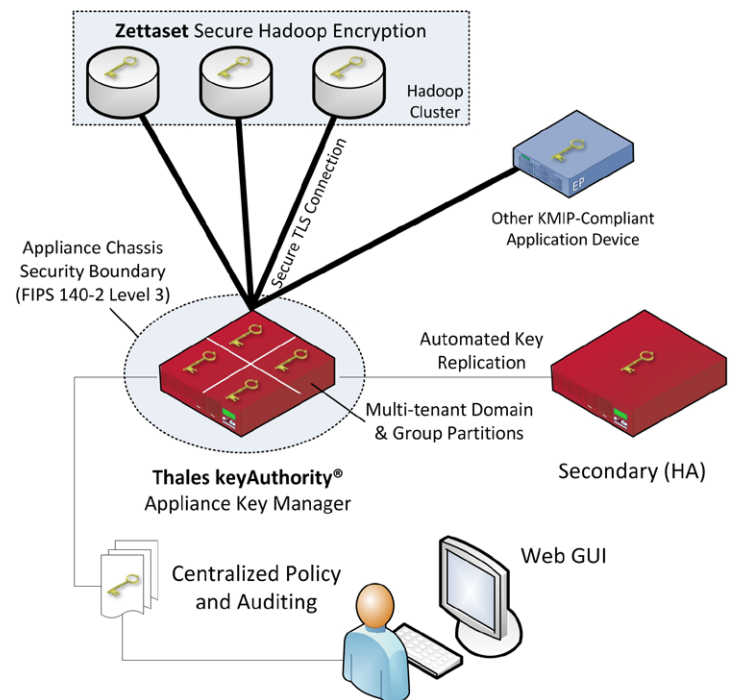 Zettaset Secure Hadoop Encryption
Hadoop
Cluster
Secure TLS Connection
EP
Other KMIP-Compliant
Application Device
Appliance Chassis
Security Boundary
(FIPS 140-2 Level 3)
Automated Key
Replication
Multi-tenant Domain
& Group Partitions
Thales keyAuthority®
Appliance Key Manager
Secondary (HA)
Centralized Policy
and Auditing
Web GUI